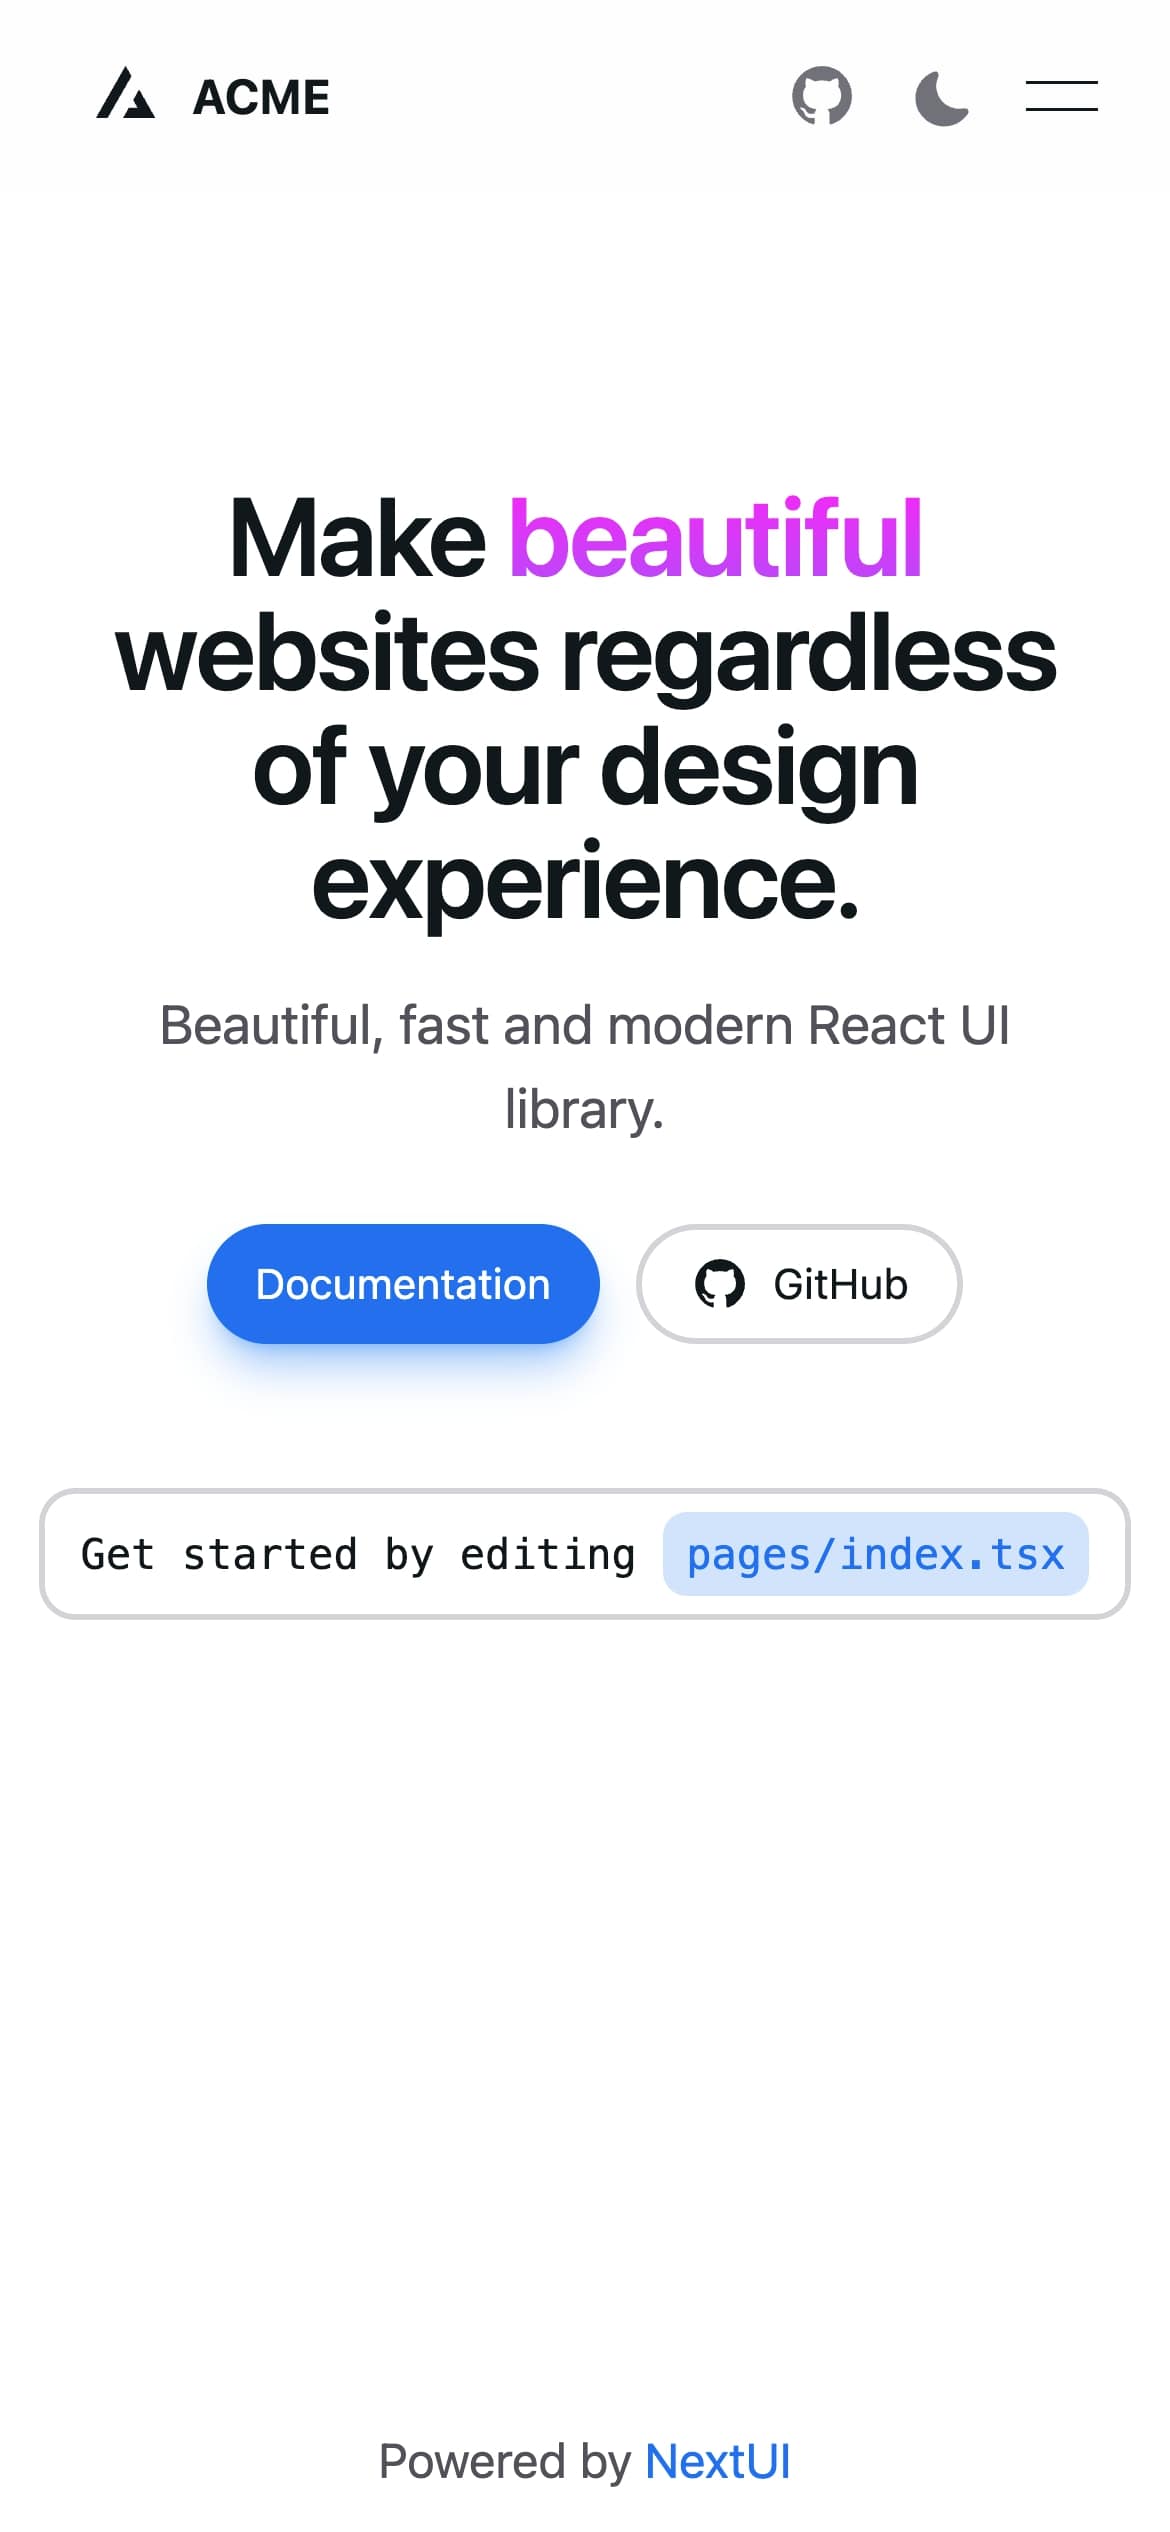 ACME
Make beautiful
websites regardless
of your design
experience.
Beautiful, fast and modern React UI
library.
Documentation
GitHub
Get started by editing pages/index.tsx
Powered by NextUI